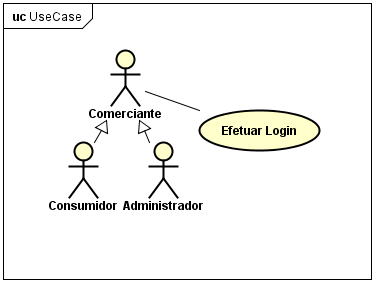 uc UseCase
Comerciante
Efetuar Login
Consumidor Administrador